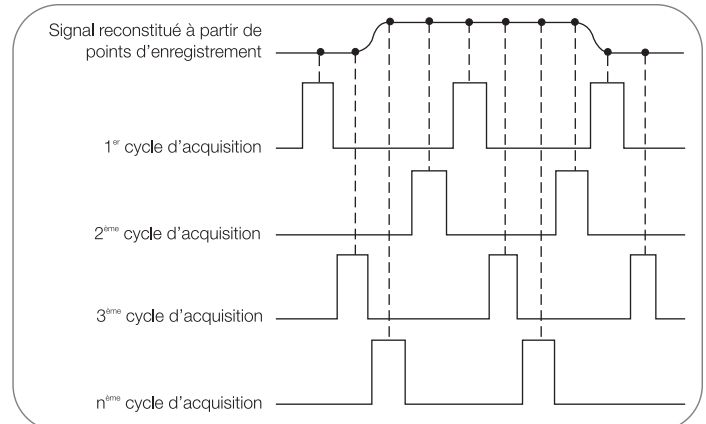 Signal reconstitué à partir de
points d'enregistrement
1er cycle d'acquisition
2ème cycle d'acquisition
3ème cycle d'acquisition
nème cycle d'acquisition